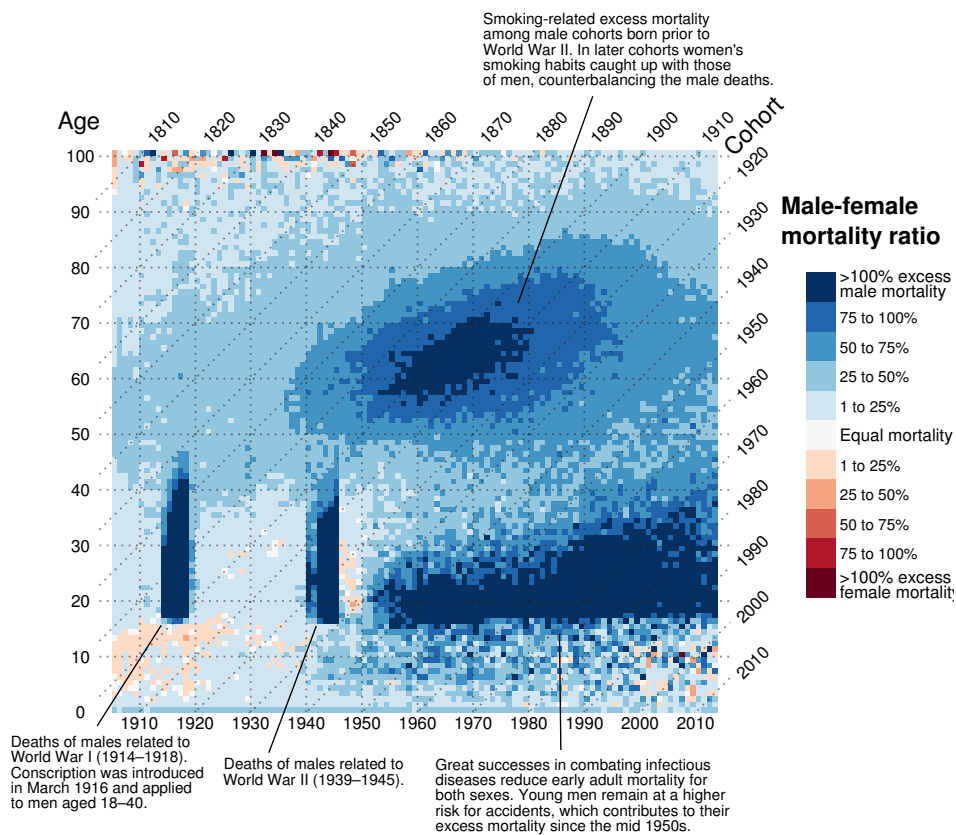 Smoking-related excess mortality
among male cohorts born prior to
World War II. In later cohorts women's
smoking habits caught up with those
of men, counterbalancing the male deaths.
Age
1810
1820
1830
1840
1850
1860
1870
1880
1890
1900
1910
Cohort
1920
1930
1940
1950
1960
1970
1980
1990
2000
2010
100
90
80
70
60
50
40
30
20
10
0
1910
1920
1930
1940
1950
1960
1970
1980
1990
2000
2010
Male-female
mortality ratio
>100% excess
male mortality
75 to 100%
50 to 75%
25 to 50%
1 to 25%
Equal mortality
1 to 25%
25 to 50%
50 to 75%
75 to 100%
>100% excess
female mortality
Deaths of males related to
World War I (1914–1918).
Conscription was introduced
in March 1916 and applied
to men aged 18–40.
Deaths of males related to
World War II (1939–1945).
Great successes in combating infectious
diseases reduce early adult mortality for
both sexes. Young men remain at a higher
risk for accidents, which contributes to their
excess mortality since the mid 1950s.